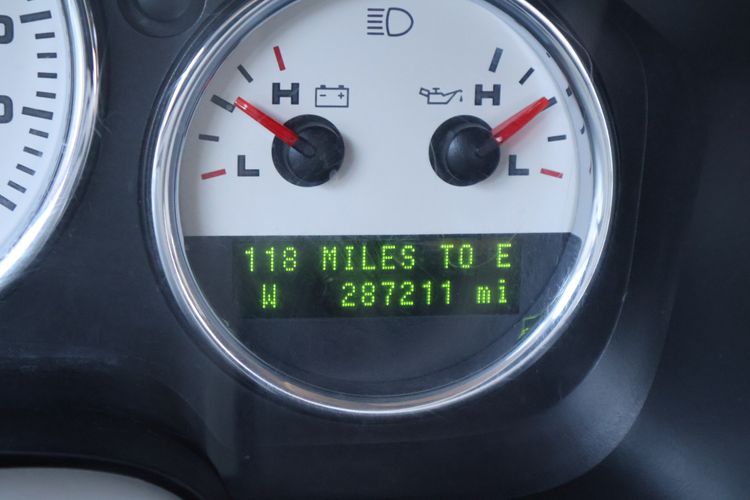 H H
L L
118 MILES TO E
W 287211 mi